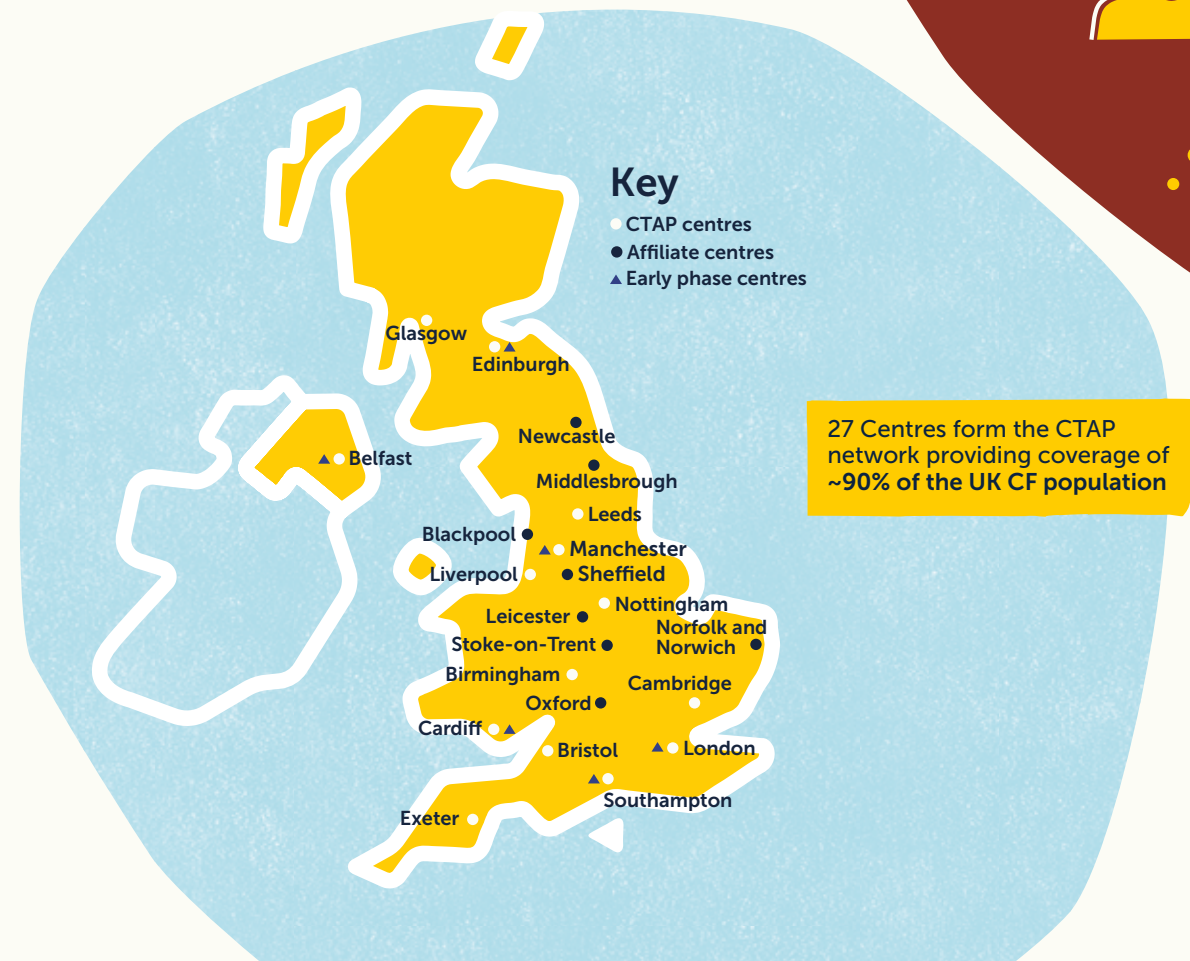 Key
CTAP centres
Affiliate centres
Early phase centres
Glasgow
Edinburgh
Newcastle
Belfast
Middlesbrough
Leeds
Blackpool
Manchester
Liverpool
Sheffield
Nottingham
Leicester
Norfolk and
Norwich
Stoke-on-Trent
Birmingham
Cambridge
Oxford
Cardiff
Bristol
London
Southampton
Exeter
27 Centres form the CTAP
network providing coverage of
~90% of the UK CF population